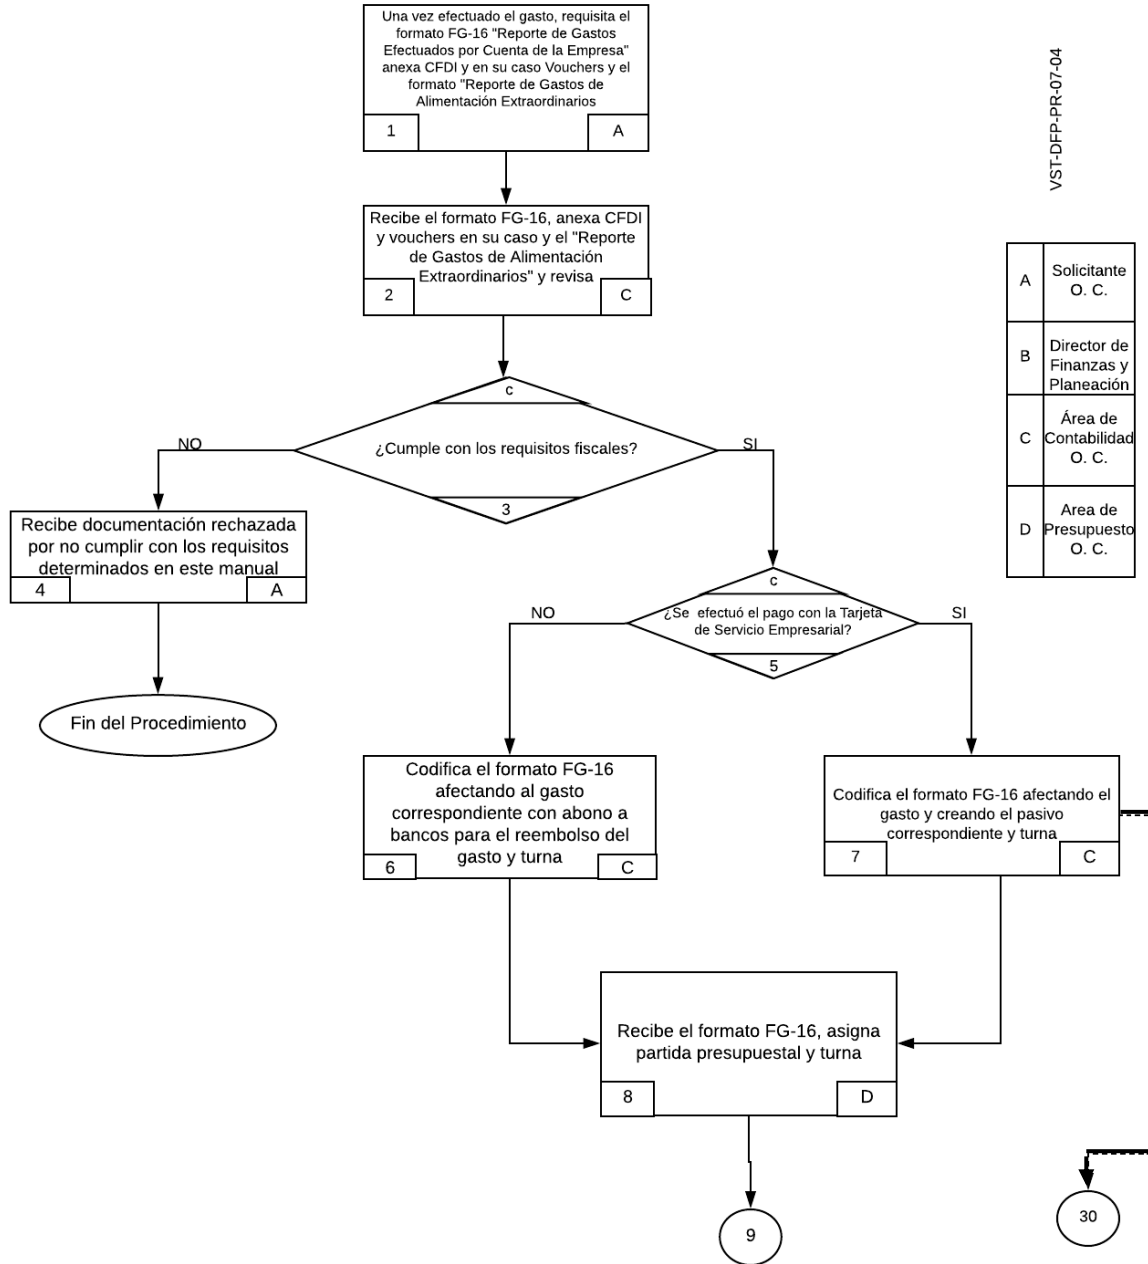 Una vez efectuado el gasto, requisita el
formato FG-16 "Reporte de Gastos
Efectuados por Cuenta de la Empresa"
anexa CFDI y en su caso Vouchers y el
formato "Reporte de Gastos de
Alimentación Extraordinarios
1
A
VST-DFP-PR-07-04
Recibe el formato FG-16, anexa CFDI
y vouchers en su caso y el "Reporte
de Gastos de Alimentación
Extraordinarios" y revisa
2
C
A
Solicitante
O. C.
B
Director de
Finanzas y
Planeación
C
Área de
Contabilidad
O. C.
D
Area de
Presupuesto
O. C.
c
¿Cumple con los requisitos fiscales?
3
NO
SI
Recibe documentación rechazada
por no cumplir con los requisitos
determinados en este manual
4
A
Fin del Procedimiento
c
¿Se efectuó el pago con la Tarjeta
de Servicio Empresarial?
5
NO
SI
Codifica el formato FG-16
afectando al gasto
correspondiente con abono a
bancos para el reembolso del
gasto y turna
6
C
Codifica el formato FG-16 afectando el
gasto y creando el pasivo
correspondiente y turna
7
C
Recibe el formato FG-16, asigna
partida presupuestal y turna
8
D
9
30